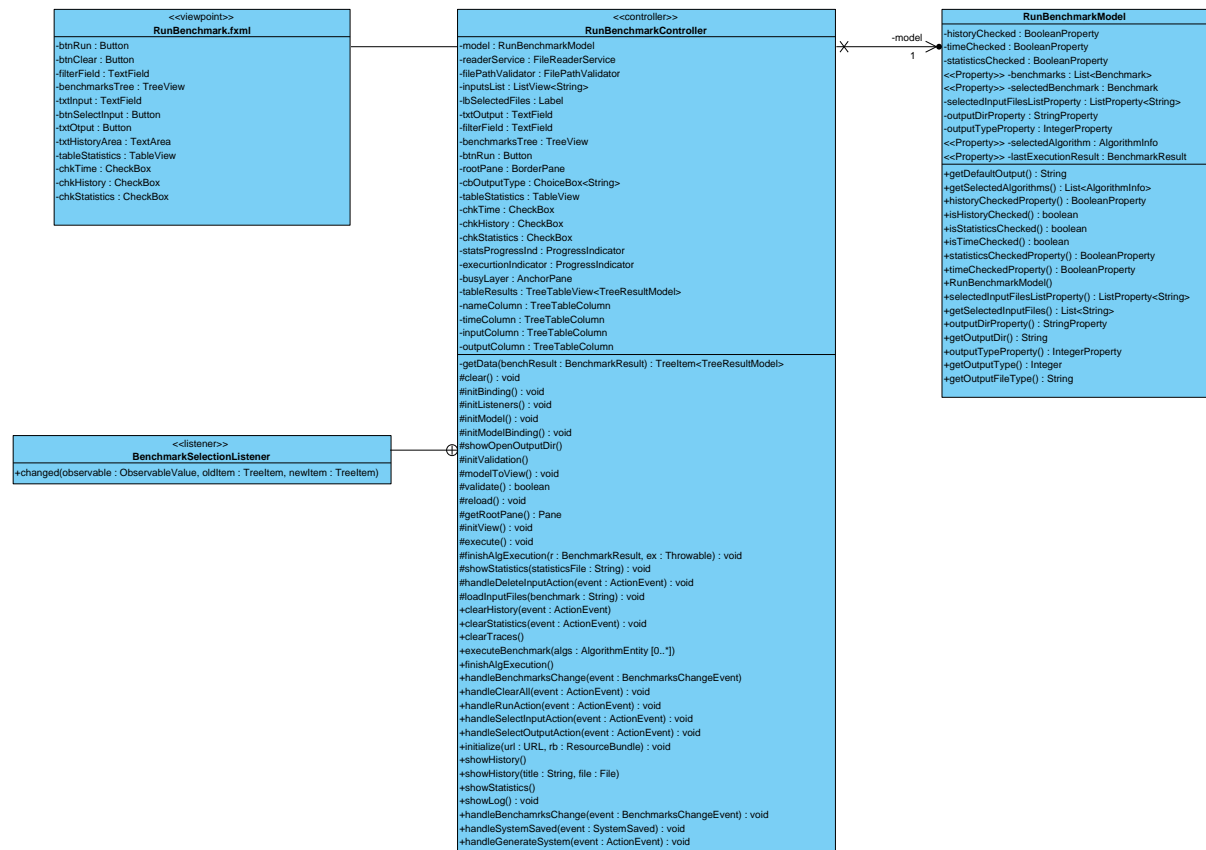 <<viewpoint>>
RunBenchmark.fxml
-btnRun : Button
-btnClear : Button
-filterField : TextField
-benchmarksTree : TreeView
-txtInput : TextField
-btnSelectInput : Button
-txtOtput : Button
-txtHistoryArea : TextArea
-tableStatistics : TableView
-chkTime : CheckBox
-chkHistory : CheckBox
-chkStatistics : CheckBox
<<controller>>
RunBenchmarkController
-model : RunBenchmarkModel
-readerService : FileReaderService
-filePathValidator : FilePathValidator
-inputsList : ListView<String>
-lbSelectedFiles : Label
-txtOutput : TextField
-filterField : TextField
-benchmarksTree : TreeView
-btnRun : Button
-rootPane : BorderPane
-cbOutputType : ChoiceBox<String>
-tableStatistics : TableView
-chkTime : CheckBox
-chkHistory : CheckBox
-chkStatistics : CheckBox
-statsProgressInd : ProgressIndicator
-execurtionIndicator : ProgressIndicator
-busyLayer : AnchorPane
-tableResults : TreeTableView<TreeResultModel>
-nameColumn : TreeTableColumn
-timeColumn : TreeTableColumn
-inputColumn : TreeTableColumn
-outputColumn : TreeTableColumn
-getData(benchResult : BenchmarkResult) : TreeItem<TreeResultModel>
#clear() : void
#initBinding() : void
#initListeners() : void
#initModel() : void
#initModelBinding() : void
#showOpenOutputDir()
#initValidation()
#modelToView() : void
#validate() : boolean
#reload() : void
#getRootPane() : Pane
#initView() : void
#execute() : void
#finishAlgExecution(r : BenchmarkResult, ex : Throwable) : void
#showStatistics(statisticsFile : String) : void
#handleDeleteInputAction(event : ActionEvent) : void
#loadInputFiles(benchmark : String) : void
+clearHistory(event : ActionEvent)
+clearStatistics(event : ActionEvent) : void
+clearTraces()
+executeBenchmark(algs : AlgorithmEntity [0..*])
+finishAlgExecution()
+handleBenchmarksChange(event : BenchmarksChangeEvent)
+handleClearAll(event : ActionEvent) : void
+handleRunAction(event : ActionEvent) : void
+handleSelectInputAction(event : ActionEvent) : void
+handleSelectOutputAction(event : ActionEvent) : void
+initialize(url : URL, rb : ResourceBundle) : void
+showHistory()
+showHistory(title : String, file : File)
+showStatistics()
+showLog() : void
+handleBenchamrksChange(event : BenchmarksChangeEvent) : void
+handleSystemSaved(event : SystemSaved) : void
+handleGenerateSystem(event : ActionEvent) : void
-model
1
RunBenchmarkModel
-historyChecked : BooleanProperty
-timeChecked : BooleanProperty
-statisticsChecked : BooleanProperty
<<Property>> -benchmarks : List<Benchmark>
<<Property>> -selectedBenchmark : Benchmark
-selectedInputFilesListProperty : ListProperty<String>
-outputDirProperty : StringProperty
-outputTypeProperty : IntegerProperty
<<Property>> -selectedAlgorithm : AlgorithmInfo
<<Property>> -lastExecutionResult : BenchmarkResult
+getDefaultOutput() : String
+getSelectedAlgorithms() : List<AlgorithmInfo>
+historyCheckedProperty() : BooleanProperty
+isHistoryChecked() : boolean
+isStatisticsChecked() : boolean
+isTimeChecked() : boolean
+statisticsCheckedProperty() : BooleanProperty
+timeCheckedProperty() : BooleanProperty
+RunBenchmarkModel()
+selectedInputFilesListProperty() : ListProperty<String>
+getSelectedInputFiles() : List<String>
+outputDirProperty() : StringProperty
+getOutputDir() : String
+outputTypeProperty() : IntegerProperty
+getOutputType() : Integer
+getOutputFileType() : String
<<listener>>
BenchmarkSelectionListener
+changed(observable : ObservableValue, oldItem : TreeItem, newItem : TreeItem)